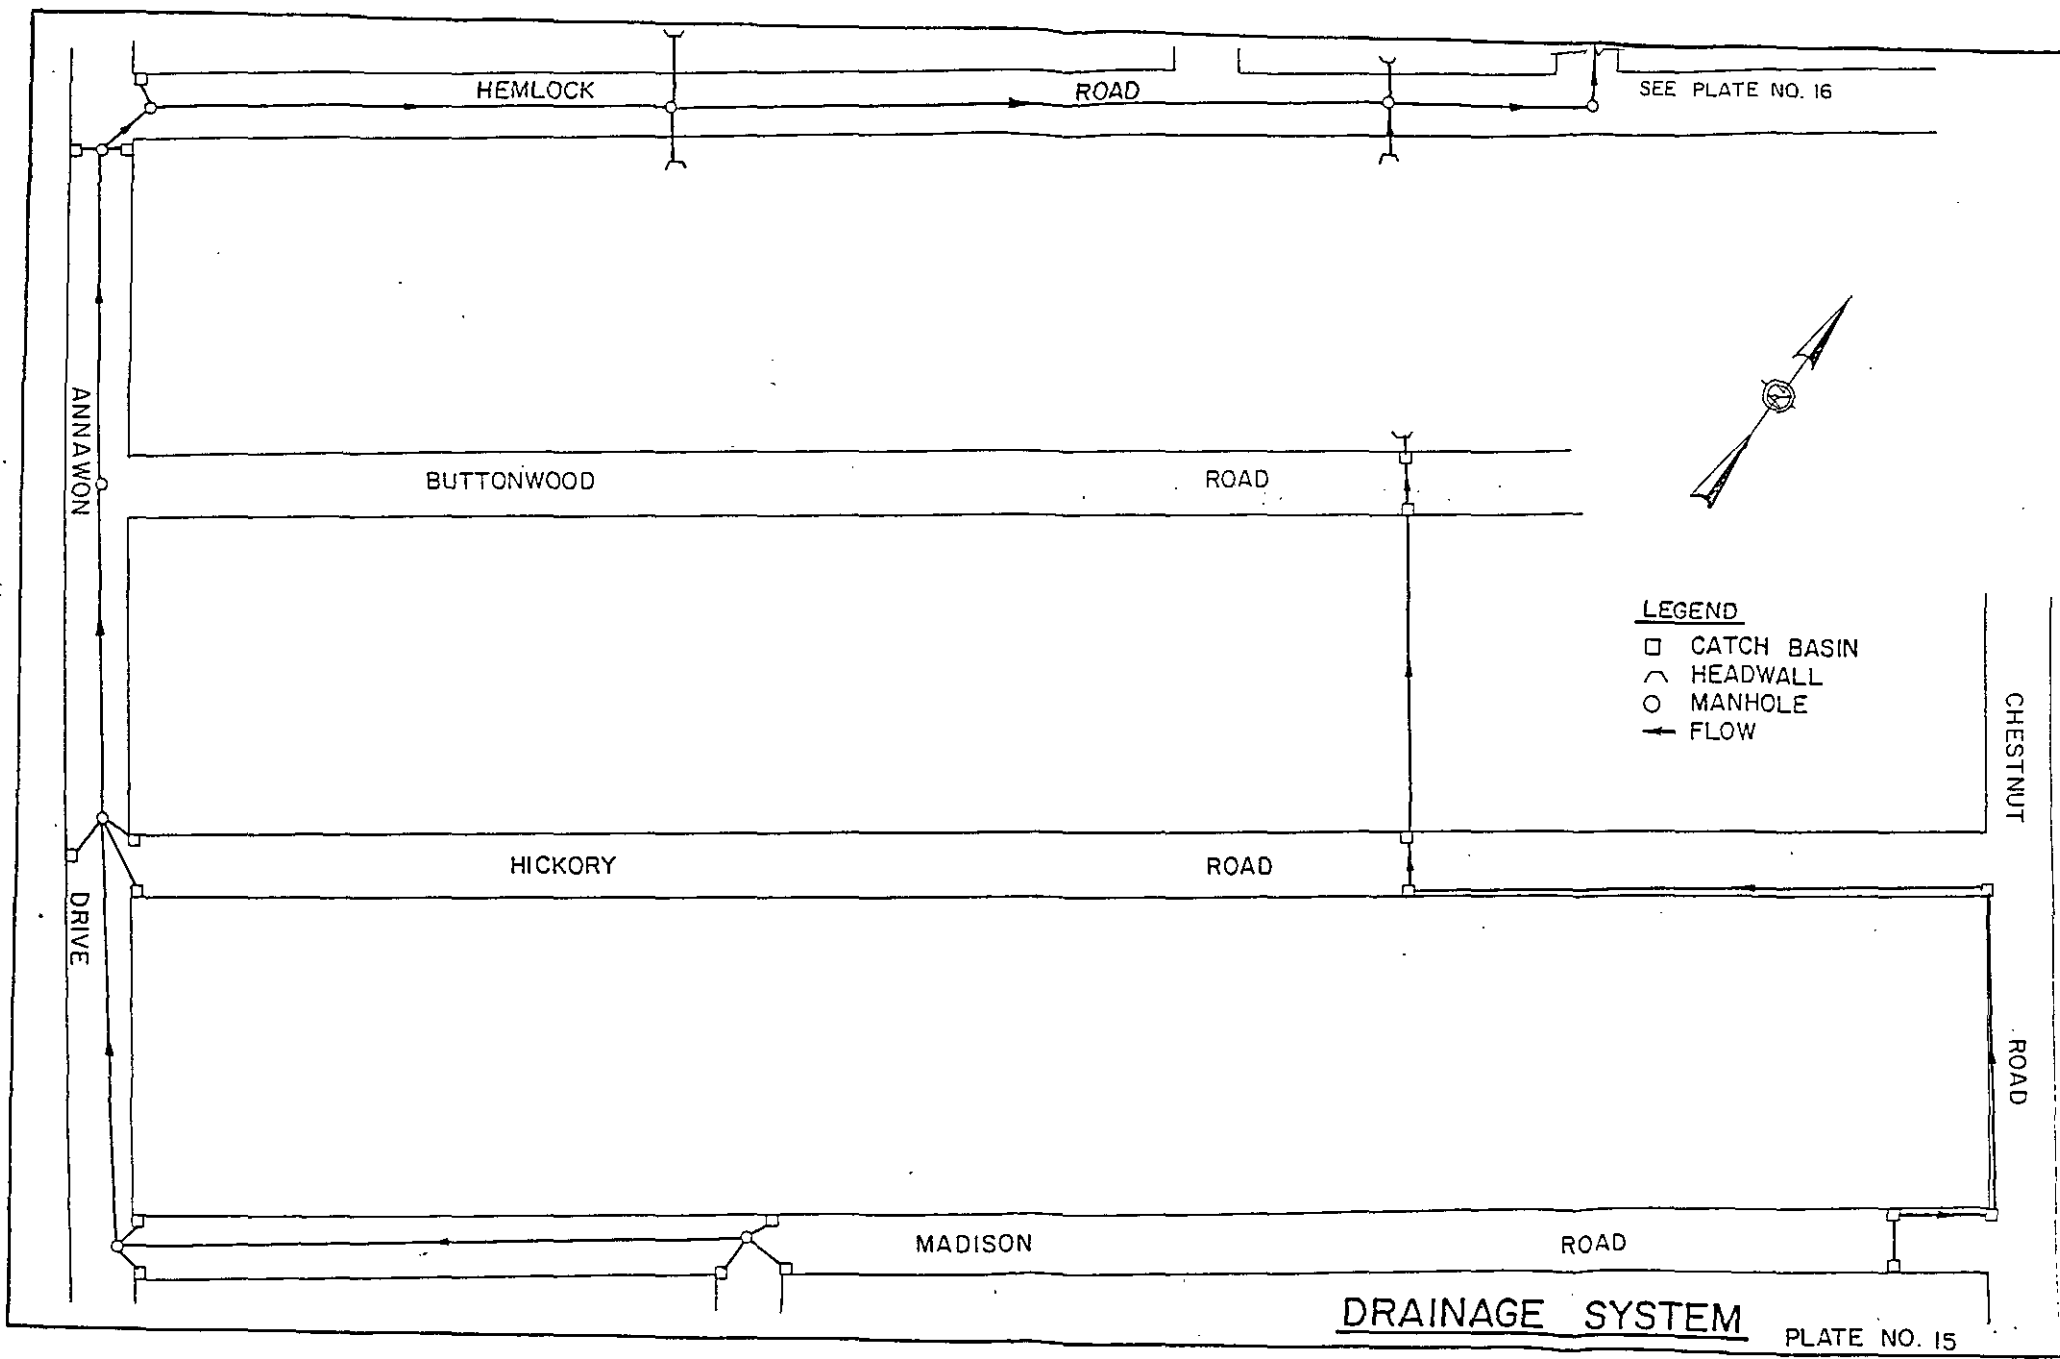 HEMLOCK ROAD
SEE PLATE NO. 16
ANNAWON DRIVE
BUTTONWOOD ROAD
LEGEND
CATCH BASIN
HEADWALL
MANHOLE
FLOW
CHESTNUT ROAD
HICKORY ROAD
MADISON ROAD
DRAINAGE SYSTEM
PLATE NO. 15